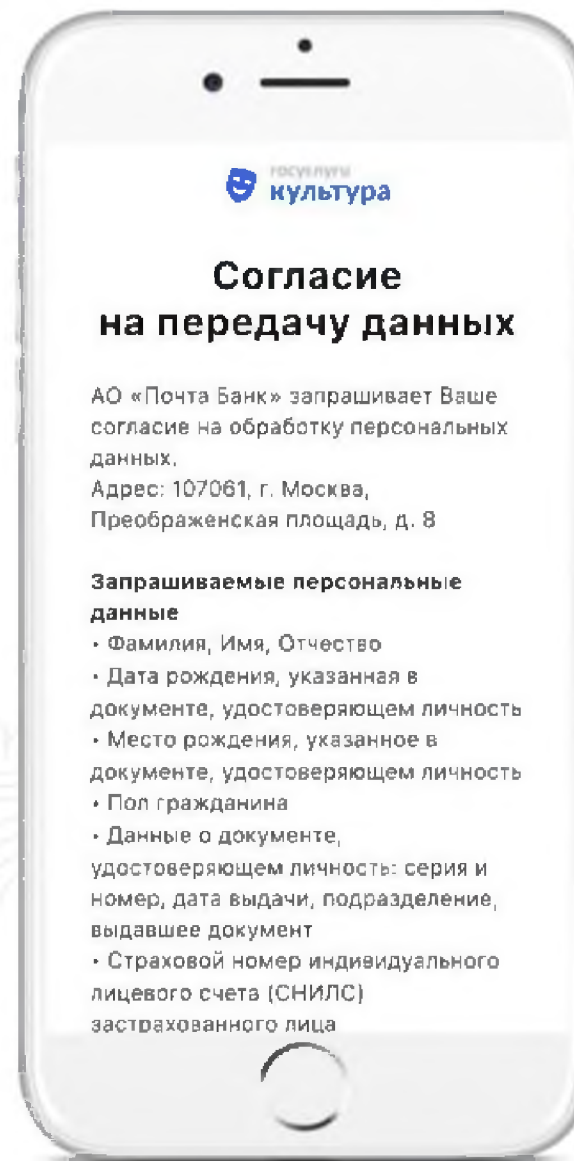 госуслуги
культура
Согласие
на передачу данных
АО «Почта Банк» запрашивает Ваше
согласие на обработку персональных
данных,
Адрес: 107061, г. Москва,
Преображенская площадь, д. 8
Запрашиваемые персональные
данные
• Фамилия, Имя, Отчество
• Дата рождения, указанная в
документе, удостоверяющем личность
• Место рождения, указанное в
документе, удостоверяющем личность
• Пол гражданина
• Данные о документе,
удостоверяющем личность: серия и
номер, дата выдачи, подразделение,
выдавшее документ
• Страховой номер индивидуального
лицевого счета (СНИЛС)
застрахованного лица